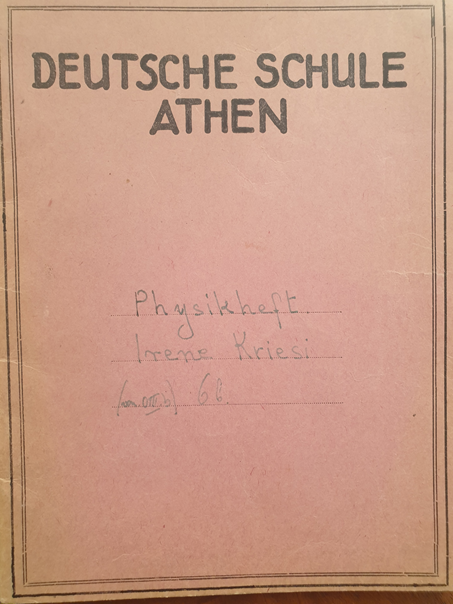 DEUTSCHE SCHULE
ATHEN
Physikheft.
Irene Kriesi
6b.